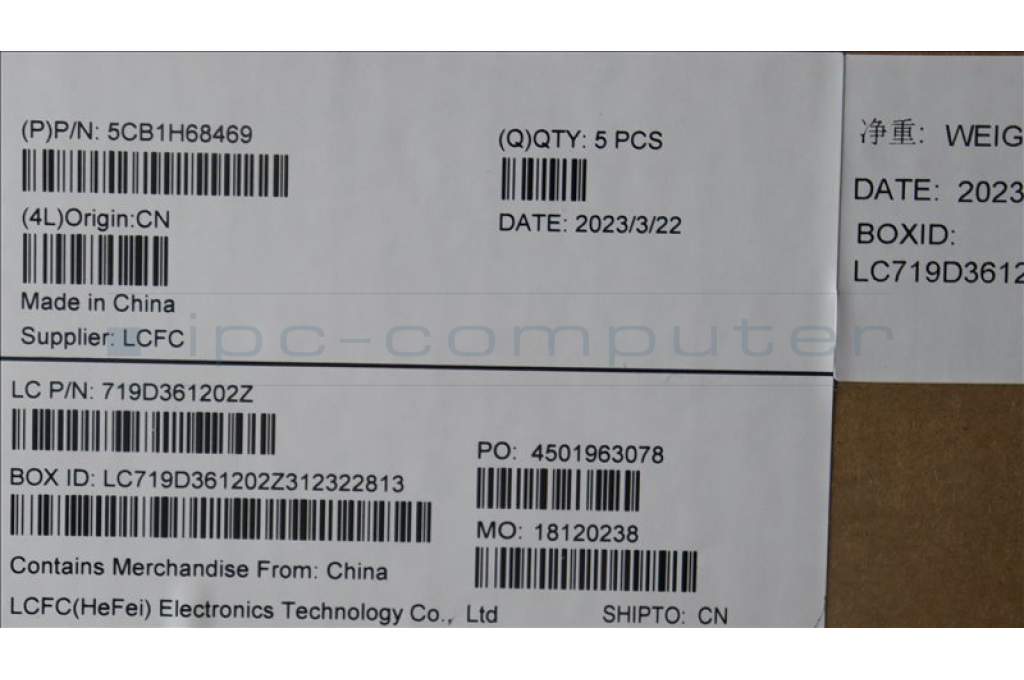 (P)P/N: 5CB1H68469
(Q)QTY: 5 PCS
(4L)Origin:CN
DATE: 2023/3/22
Made in China
Supplier: LCFC
ipc-computer
LC P/N: 719D361202Z
PO: 4501963078
BOX ID: LC719D361202Z312322813
MO: 18120238
Contains Merchandise From: China
LCFC(HeFei) Electronics Technology Co., Ltd
SHIPTO: CN
净重: WEIG
DATE: 2023
BOXID:
LC719D3612